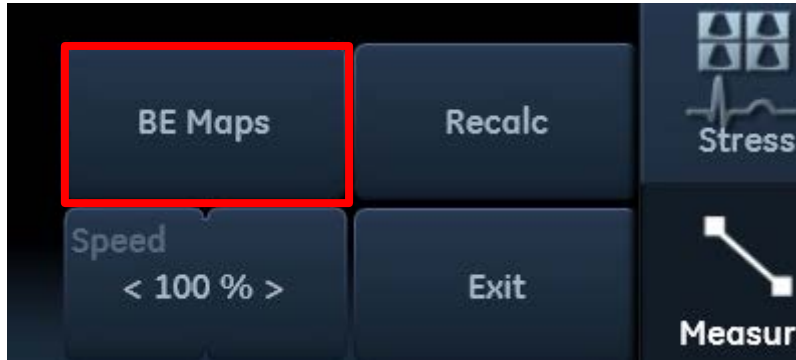 BE Maps
Recalc
Stress
Speed
< 100 % >
Exit
Measur